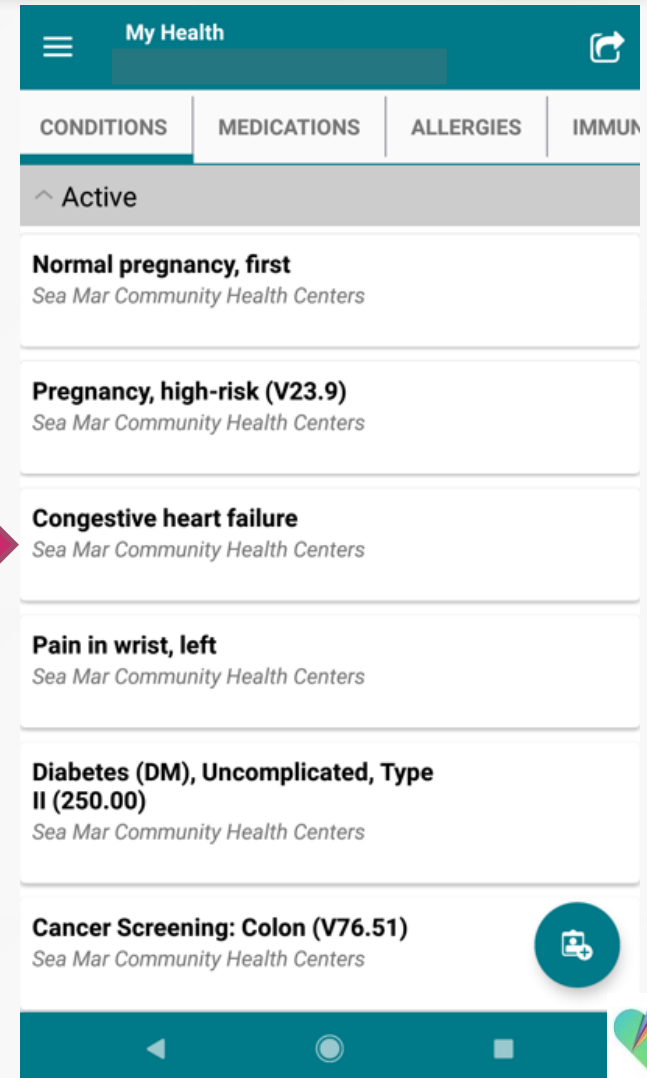 My Health
CONDITIONS MEDICATIONS ALLERGIES IMMUN
Active
Normal pregnancy, first
Sea Mar Community Health Centers
Pregnancy, high-risk (V23.9)
Sea Mar Community Health Centers
Congestive heart failure
Sea Mar Community Health Centers
Pain in wrist, left
Sea Mar Community Health Centers
Diabetes (DM), Uncomplicated, Type
II (250.00)
Sea Mar Community Health Centers
Cancer Screening: Colon (V76.51)
Sea Mar Community Health Centers